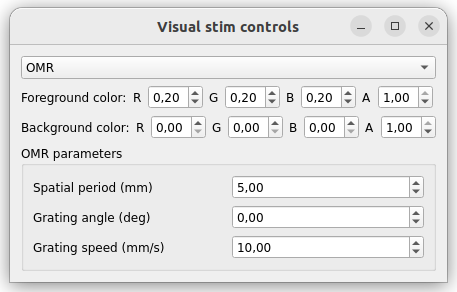 Visual stim controls
OMR
Foreground color: R 0,20 G 0,20 B 0,20 A 1,00
Background color: R 0,00 G 0,00 B 0,00 A 1,00
OMR parameters
Spatial period (mm) 5,00
Grating angle (deg) 0,00
Grating speed (mm/s) 10,00